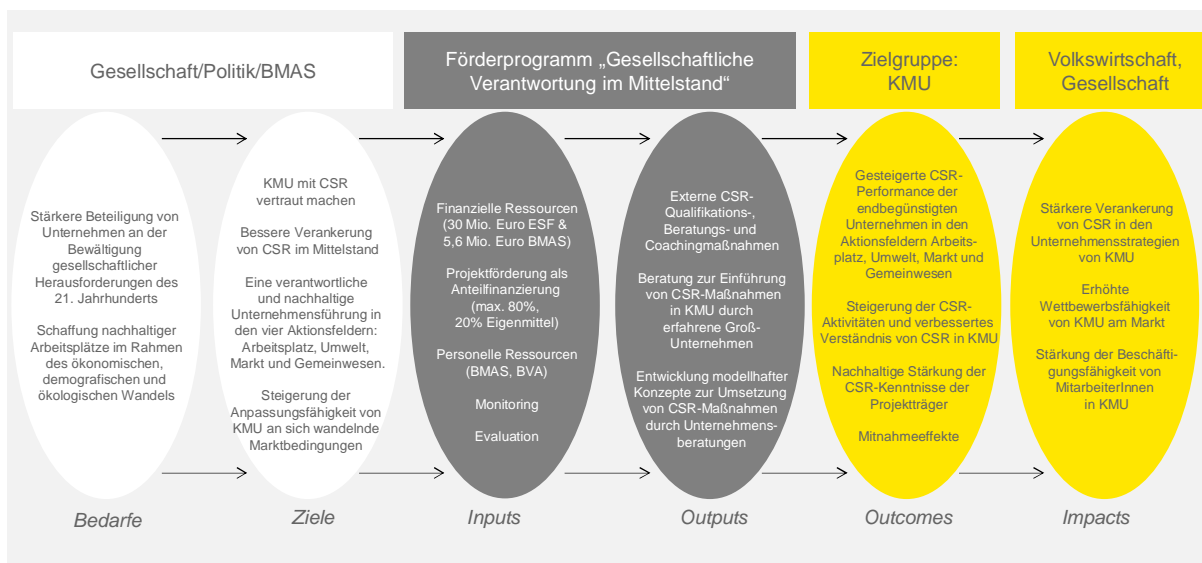 Gesellschaft/Politik/BMAS
Förderprogramm „Gesellschaftliche
Verantwortung im Mittelstand“
Zielgruppe:
KMU
Volkswirtschaft,
Gesellschaft
Stärkere Beteiligung von
Unternehmen an der
Bewältigung
gesellschaftlicher
Herausforderungen des
21. Jahrhunderts
Schaffung nachhaltiger
Arbeitsplätze im Rahmen
des ökonomischen,
demografischen und
ökologischen Wandels
KMU mit CSR
vertraut machen
Bessere Verankerung
von CSR im Mittelstand
Eine verantwortliche
und nachhaltige
Unternehmensführung in
den vier Aktionsfeldern:
Arbeitsplatz, Umwelt,
Markt und Gemeinwesen.
Steigerung der
Anpassungsfähigkeit von
KMU an sich wandelnde
Marktbedingungen
Finanzielle Ressourcen
(30 Mio. Euro ESF &
5,6 Mio. Euro BMAS)
Projektförderung als
Anteilfinanzierung
(max. 80%,
20% Eigenmittel)
Personelle Ressourcen
(BMAS, BVA)
Monitoring
Evaluation
Externe CSR-
Qualifikations-,
Beratungs- und
Coachingmaßnahmen
Beratung zur Einführung
von CSR-Maßnahmen
in KMU durch
erfahrene Groß-
Unternehmen
Entwicklung modellhafter
Konzepte zur Umsetzung
von CSR-Maßnahmen
durch Unternehmens-
beratungen
Gesteigerte CSR-
Performance der
endbegünstigten
Unternehmen in den
Aktionsfeldern Arbeits-
platz, Umwelt, Markt und
Gemeinwesen
Steigerung der CSR-
Aktivitäten und verbessertes
Verständnis von CSR in KMU
Nachhaltige Stärkung der
CSR-Kenntnisse der
Projektträger
Mitnahmeeffekte
Stärkere Verankerung
von CSR in den
Unternehmensstrategien
von KMU
Erhöhte
Wettbewerbsfähigkeit
von KMU am Markt
Stärkung der Beschäfti-
gungsfähigkeit von
MitarbeiterInnen
in KMU
Bedarfe
Ziele
Inputs
Outputs
Outcomes
Impacts